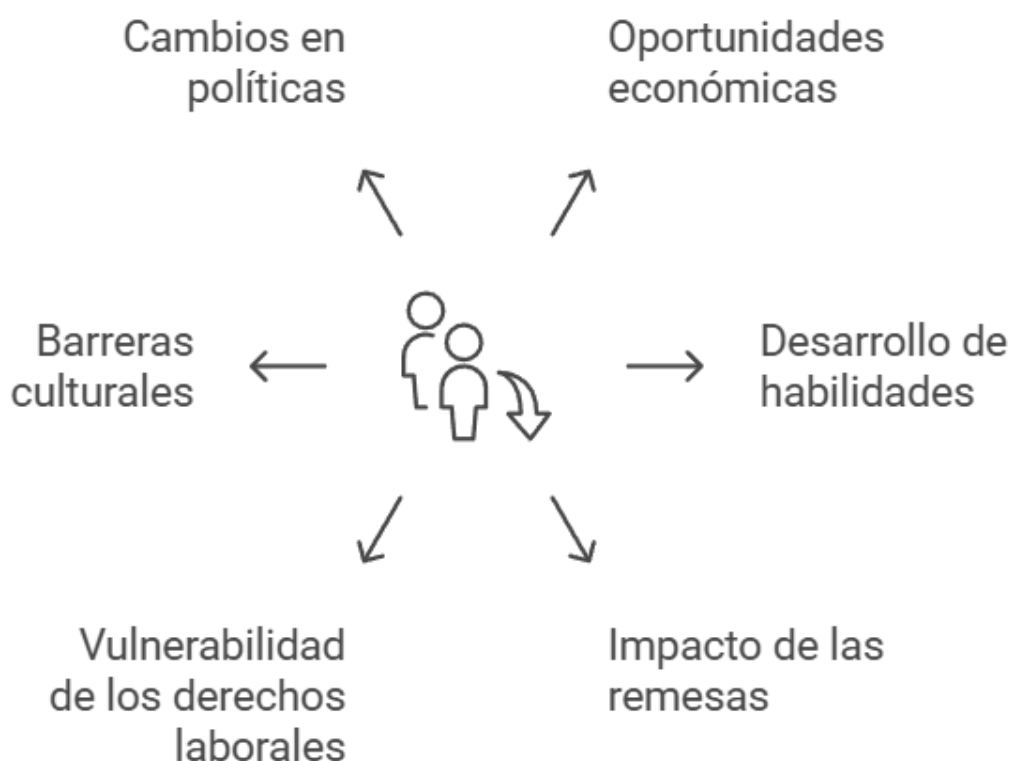 Cambios en
políticas
Oportunidades
económicas
Barreras
culturales
Desarrollo de
habilidades
Vulnerabilidad
de los derechos
laborales
Impacto de las
remesas